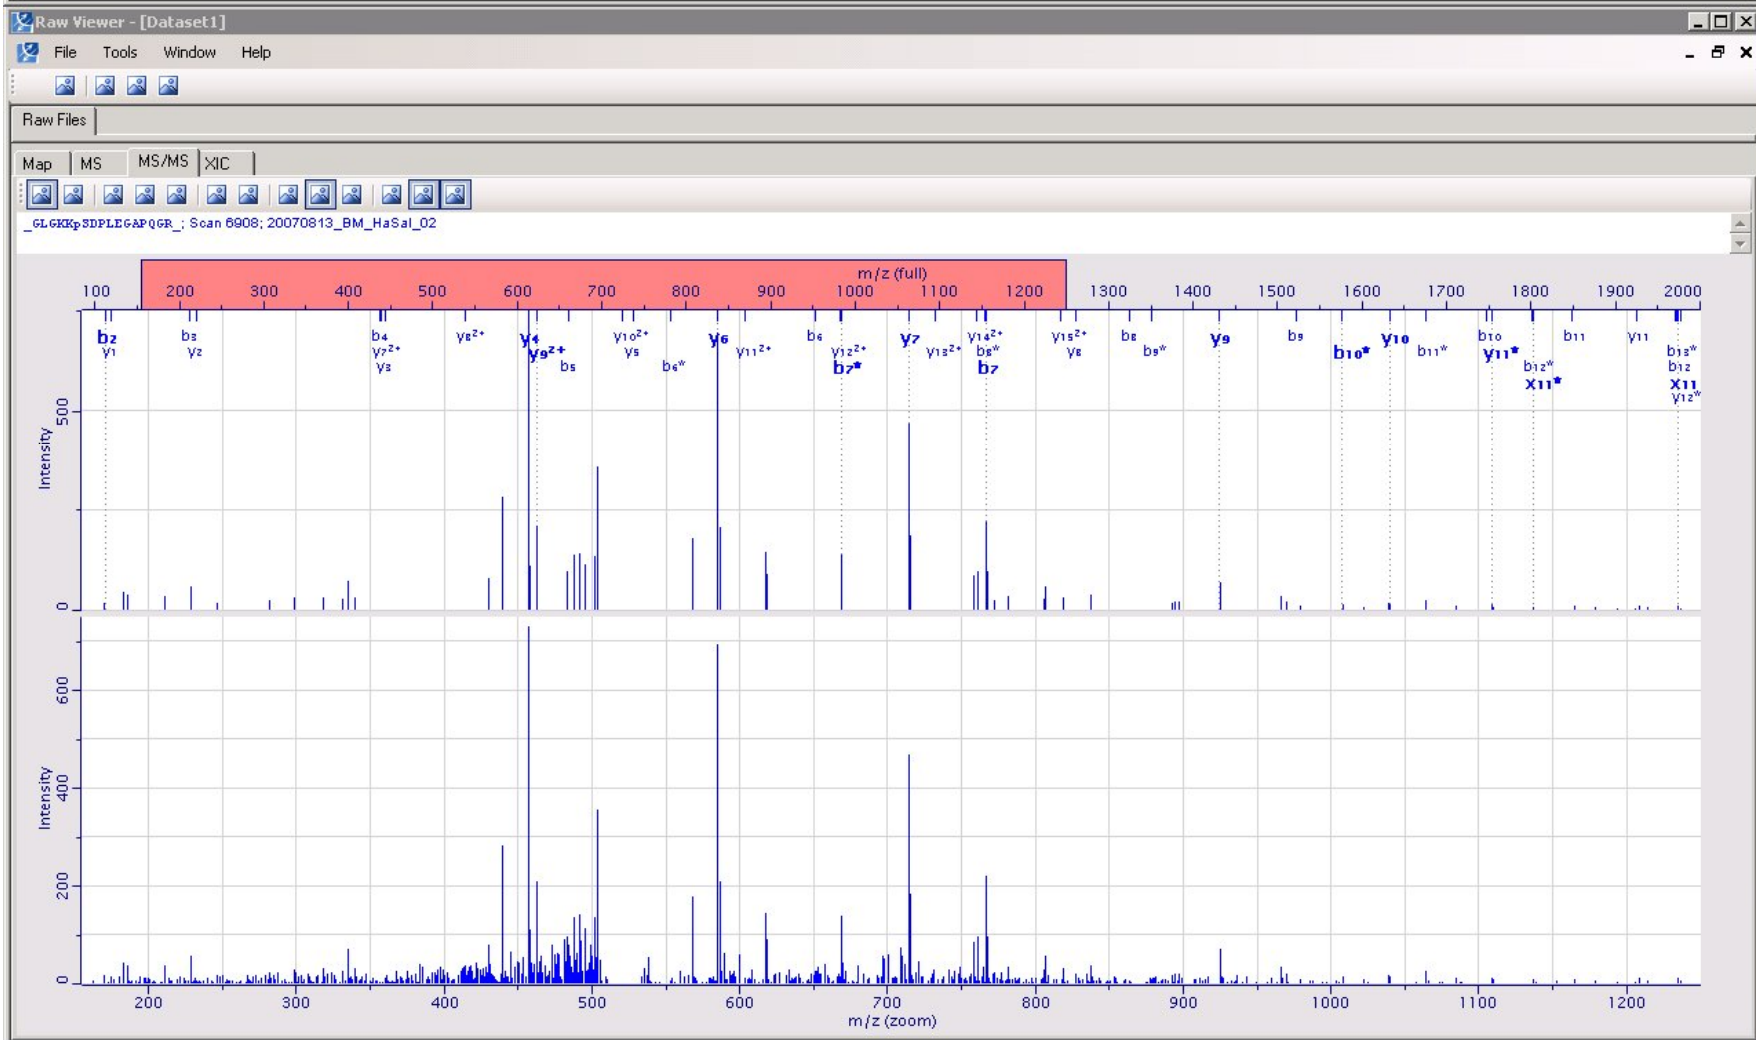 Raw Viewer - [Dataset1]
File Tools Window Help
Raw Files
Map MS MS/MS XIC
_GLGKKpSDPLEGAPQGR_; Scan 6908; 20070813_BM_HaSal_02
m/z (full)
100 200 300 400 500 600 700 800 900 1000 1100 1200 1300 1400 1500 1600 1700 1800 1900 2000
b2 b3 b4 y8²⁺ y4 y10²⁺ y6 b6 y7 y14²⁺ y15²⁺ b8 y9 b9 y10 b10 b11 y11
y1 y2 y7²⁺ y9²⁺ y5 y11²⁺ y12²⁺ y13²⁺ b8* y8 b9* b10* b11* y11* b13*
y3 b5 b6* b7* b7 b12* b12
x11* x11
y12*
500
0
Intensity
600
400
200
0
Intensity
200 300 400 500 600 700 800 900 1000 1100 1200
m/z (zoom)